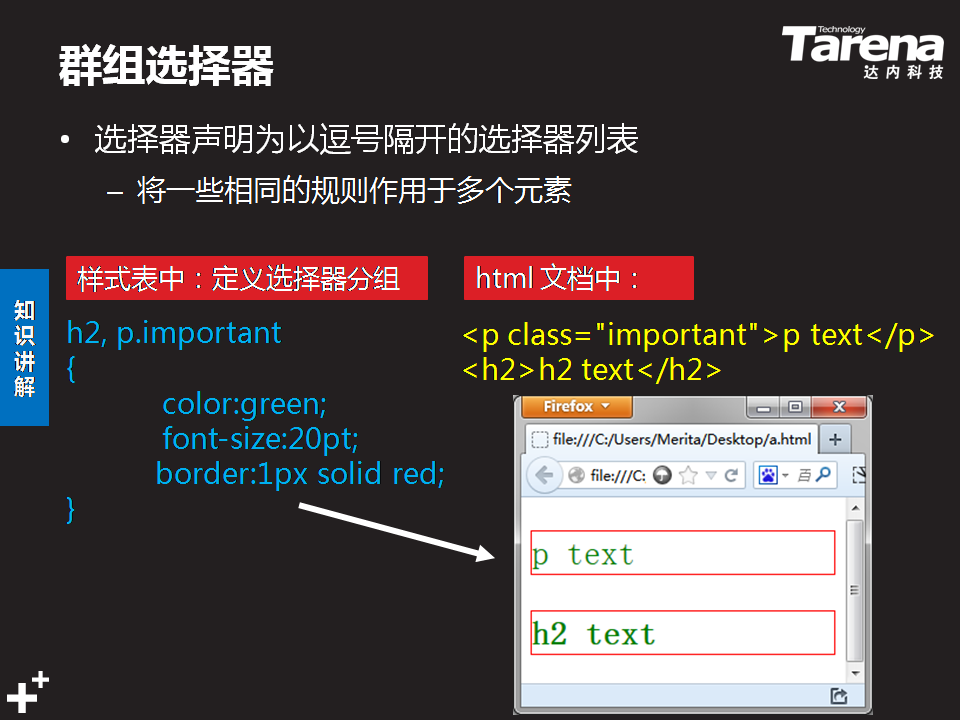 群组选择器
Technology
Tarena
达内科技
• 选择器声明为以逗号隔开的选择器列表
– 将一些相同的规则作用于多个元素
知识讲解
样式表中：定义选择器分组
h2, p.important
{
color:green;
font-size:20pt;
border:1px solid red;
}
html 文档中：
<p class="important">p text</p>
<h2>h2 text</h2>
Firefox
file:///C:/Users/Merita/Desktop/a.html
file:///C:
百
p text
h2 text